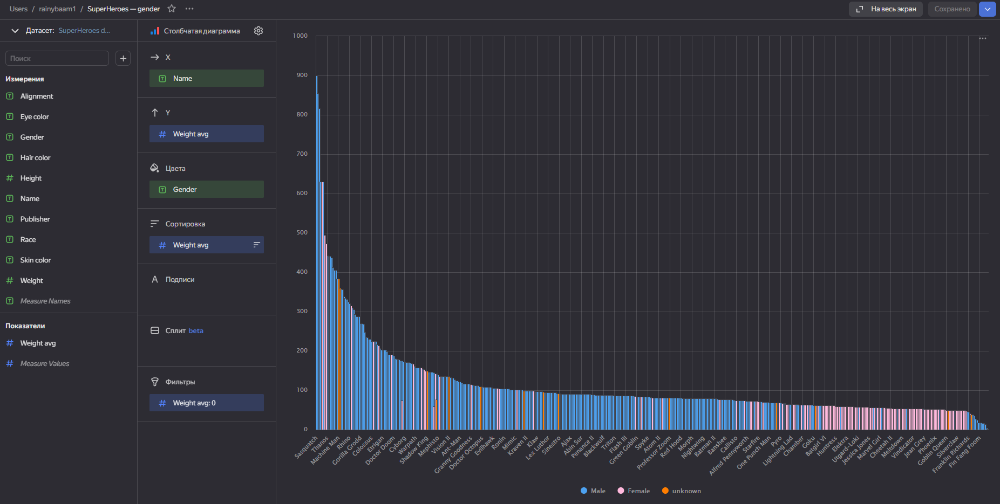 Users / rainybaam1 / SuperHeroes — gender
На весь экран
Сохранено
Датасет: SuperHeroes d...
Поиск
Измерения
Alignment
Eye color
Gender
Hair color
Height
Name
Publisher
Race
Skin color
Weight
Measure Names
Показатели
Weight avg
Measure Values
Столбчатая диаграмма
X
Name
Y
Weight avg
Цвета
Gender
Сортировка
Weight avg
Подписи
Сплит beta
Фильтры
Weight avg: 0
1000
900
800
700
600
500
400
300
200
100
0
Sasquatch
Thanos
Machine Man
Rhino
Gorilla Grodd
Colossus
Etrigan
Doctor Doom
Cyborg
Warpath
Shadow King
Mephisto
Vision II
Ant-Man
Granny Goodness
Doctor Octopus
Evilhawk
Ronin
Mimic
Kraven II
Klaw
Lex Luthor
Sinestro
Ajax
Abin Sur
Penance II
Blackwulf
Triton
Flash III
Green Goblin
Spyke
Atom II
Professor Zoom
Red Hood
Morph
Nightwing
Batman II
Banshee
Callisto
Alfred Pennyworth
Starfire
One Punch Man
Pyro
Lightning Lad
Chamber
Goku
Batgirl VI
Huntress
Elektra
Utgard-Loki
Jessica Jones
Marvel Girl
Cheetah II
Meltdown
Vindicator
Jean Grey
Phoenix
Goblin Queen
Silverclaw
Franklin Richards
Fin Fang Foom
Male
Female
unknown